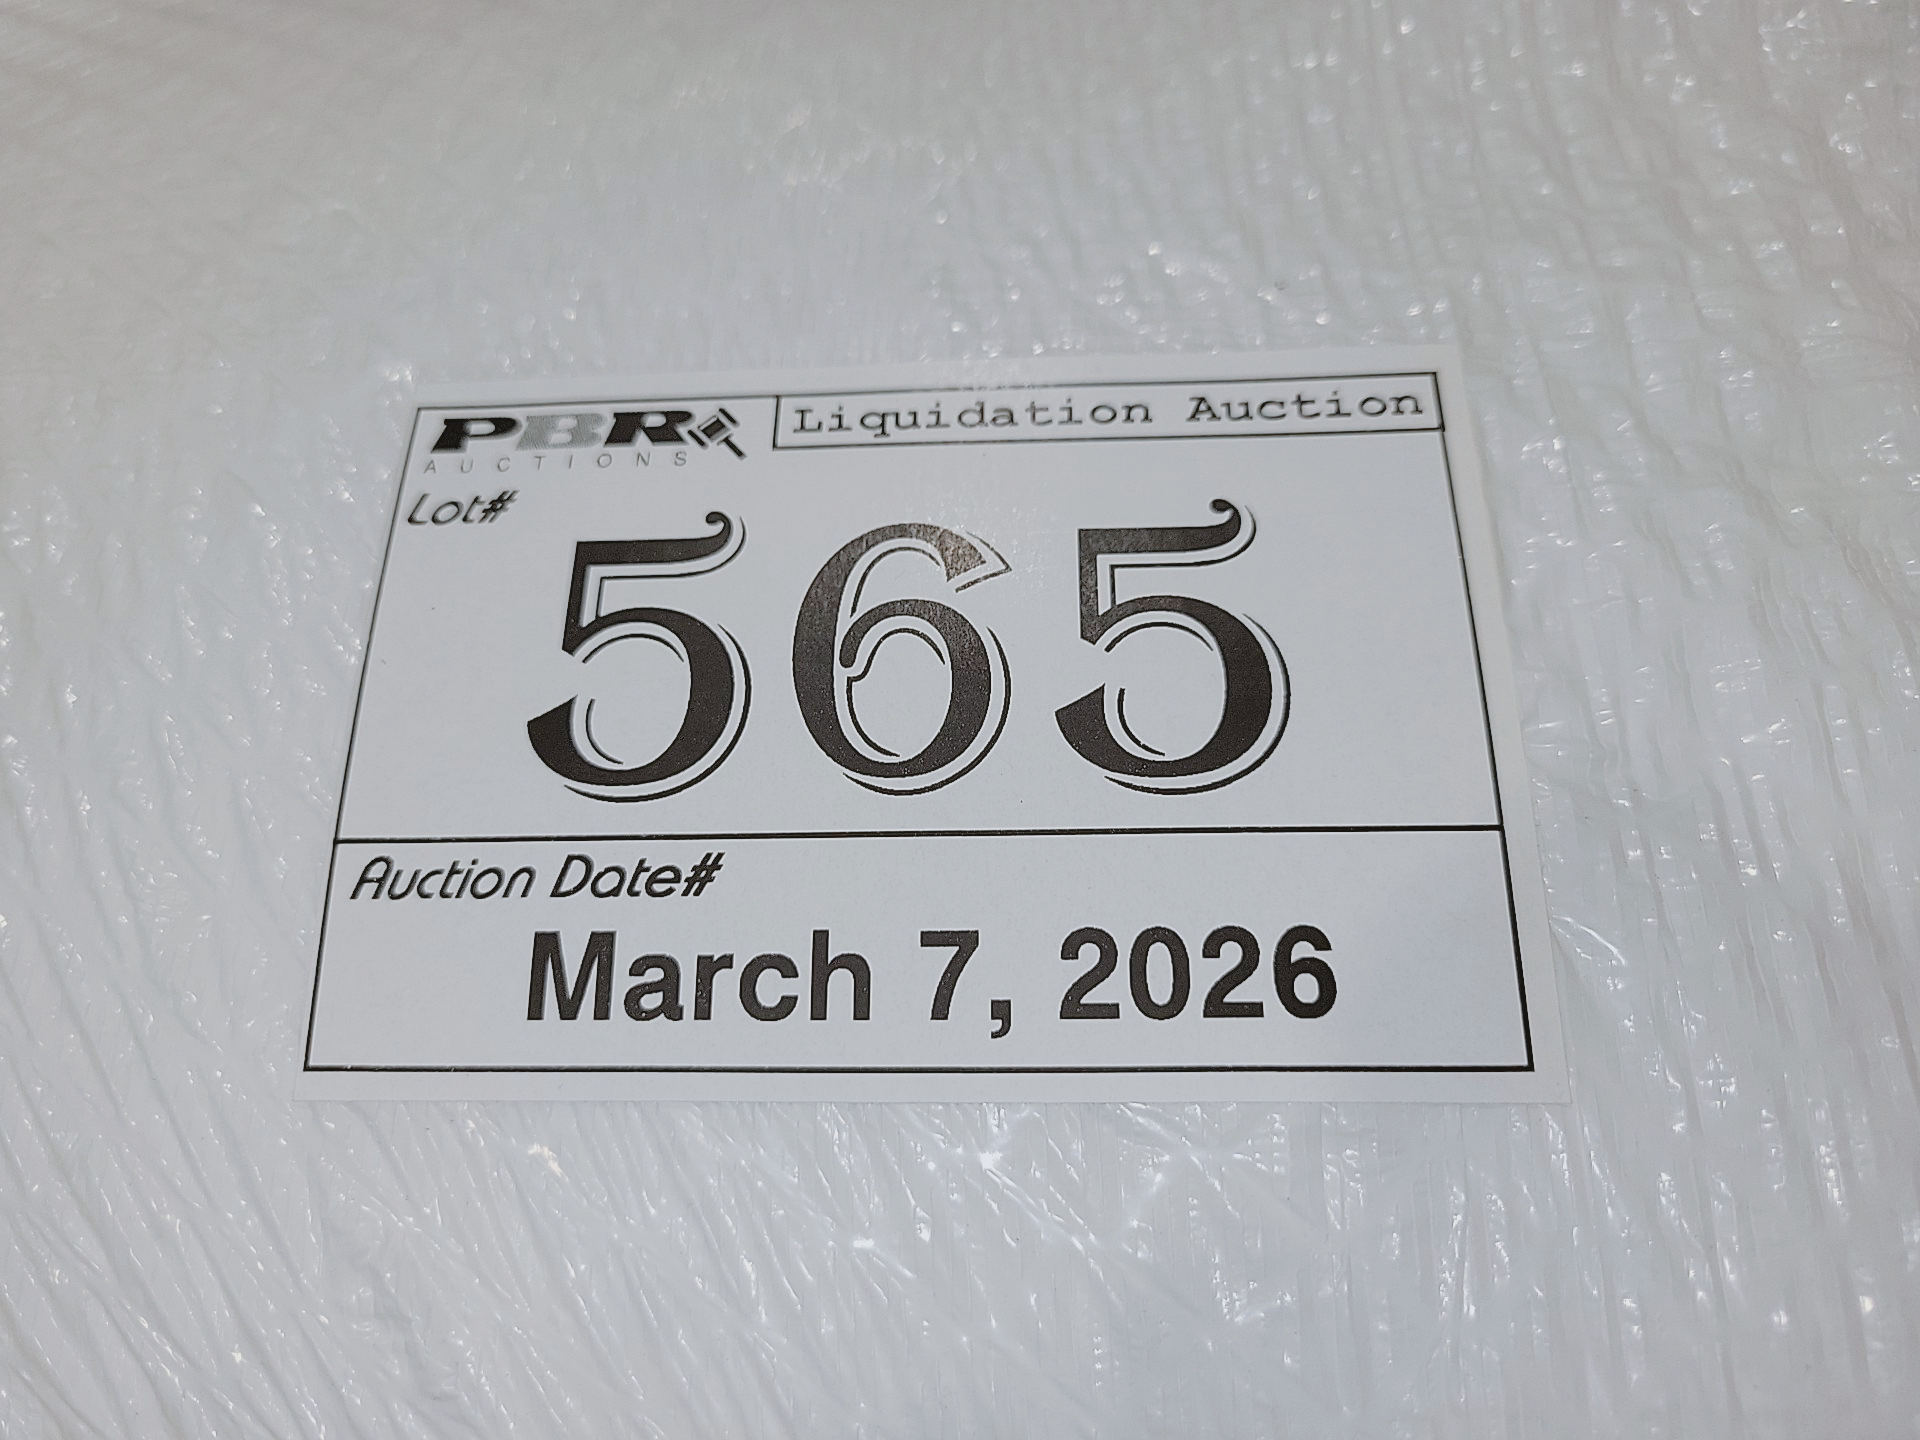 PBR
AUCTIONS
Liquidation Auction
Lot#
565
Auction Date#
March 7, 2026